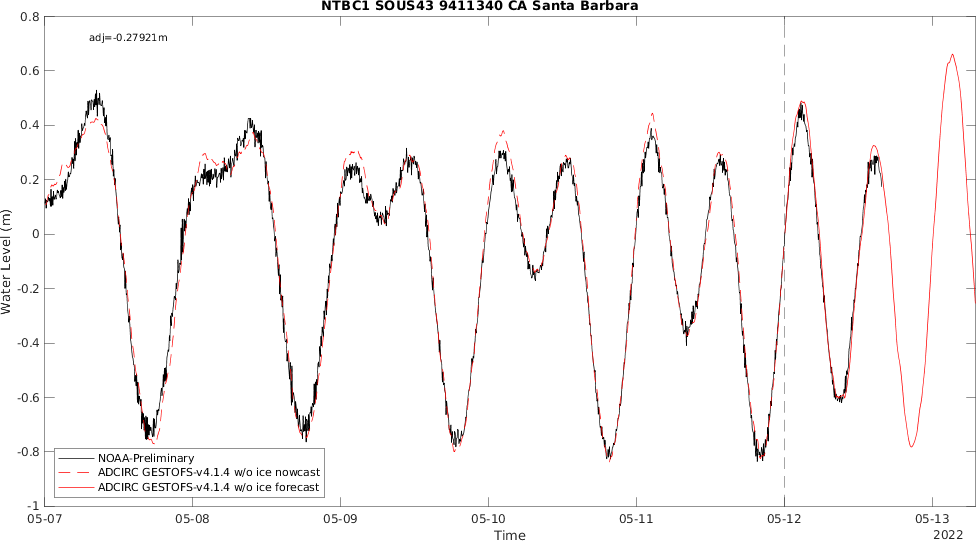 NTBC1 SOUS43 9411340 CA Santa Barbara
adj=-0.27921m
0.8
0.6
0.4
0.2
0
-0.2
-0.4
-0.6
-0.8
-1
Water Level (m)
NOAA-Preliminary
ADCIRC GESTOFS-v4.1.4 w/o ice nowcast
ADCIRC GESTOFS-v4.1.4 w/o ice forecast
05-07 05-08 05-09 05-10 05-11 05-12 05-13
Time
2022